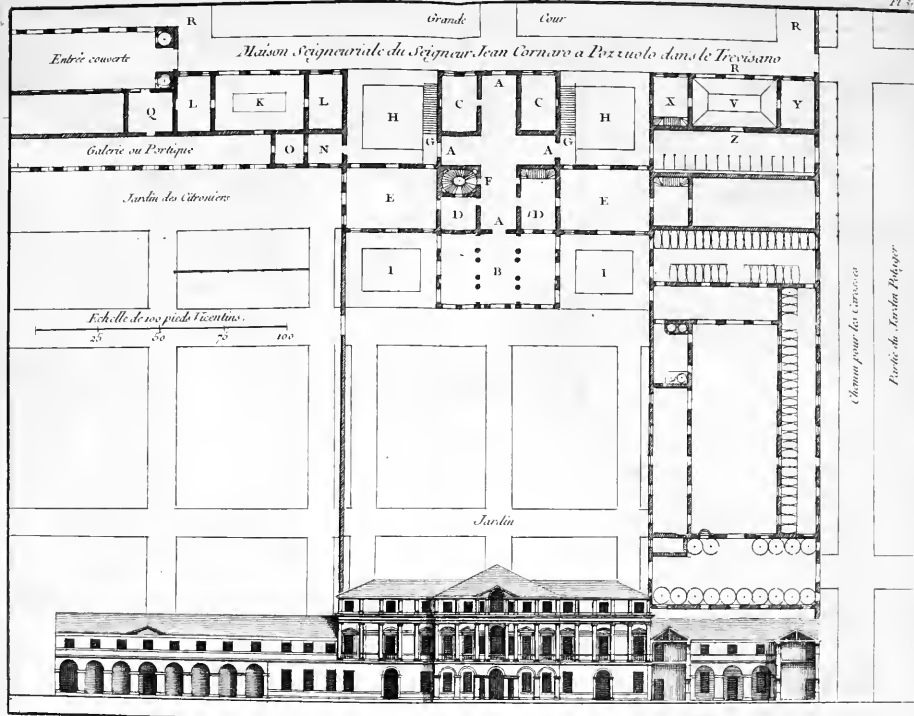 Grande Cour
R R
Maison Seigneuriale du Seigneur Jean Cornaro a Pozzuolo dans le Trevisano
Entrée couverte
R
Q L K L H C A C H X V Y
G A A G Z
Galerie ou Portique O N
Jardin des Citroniers
E F E
D A D
I B I
Echelle de 100 pieds Vicentins.
25 50 75 100
Chemin pour les Carosses
Partie du Jardin Potager
Jardin